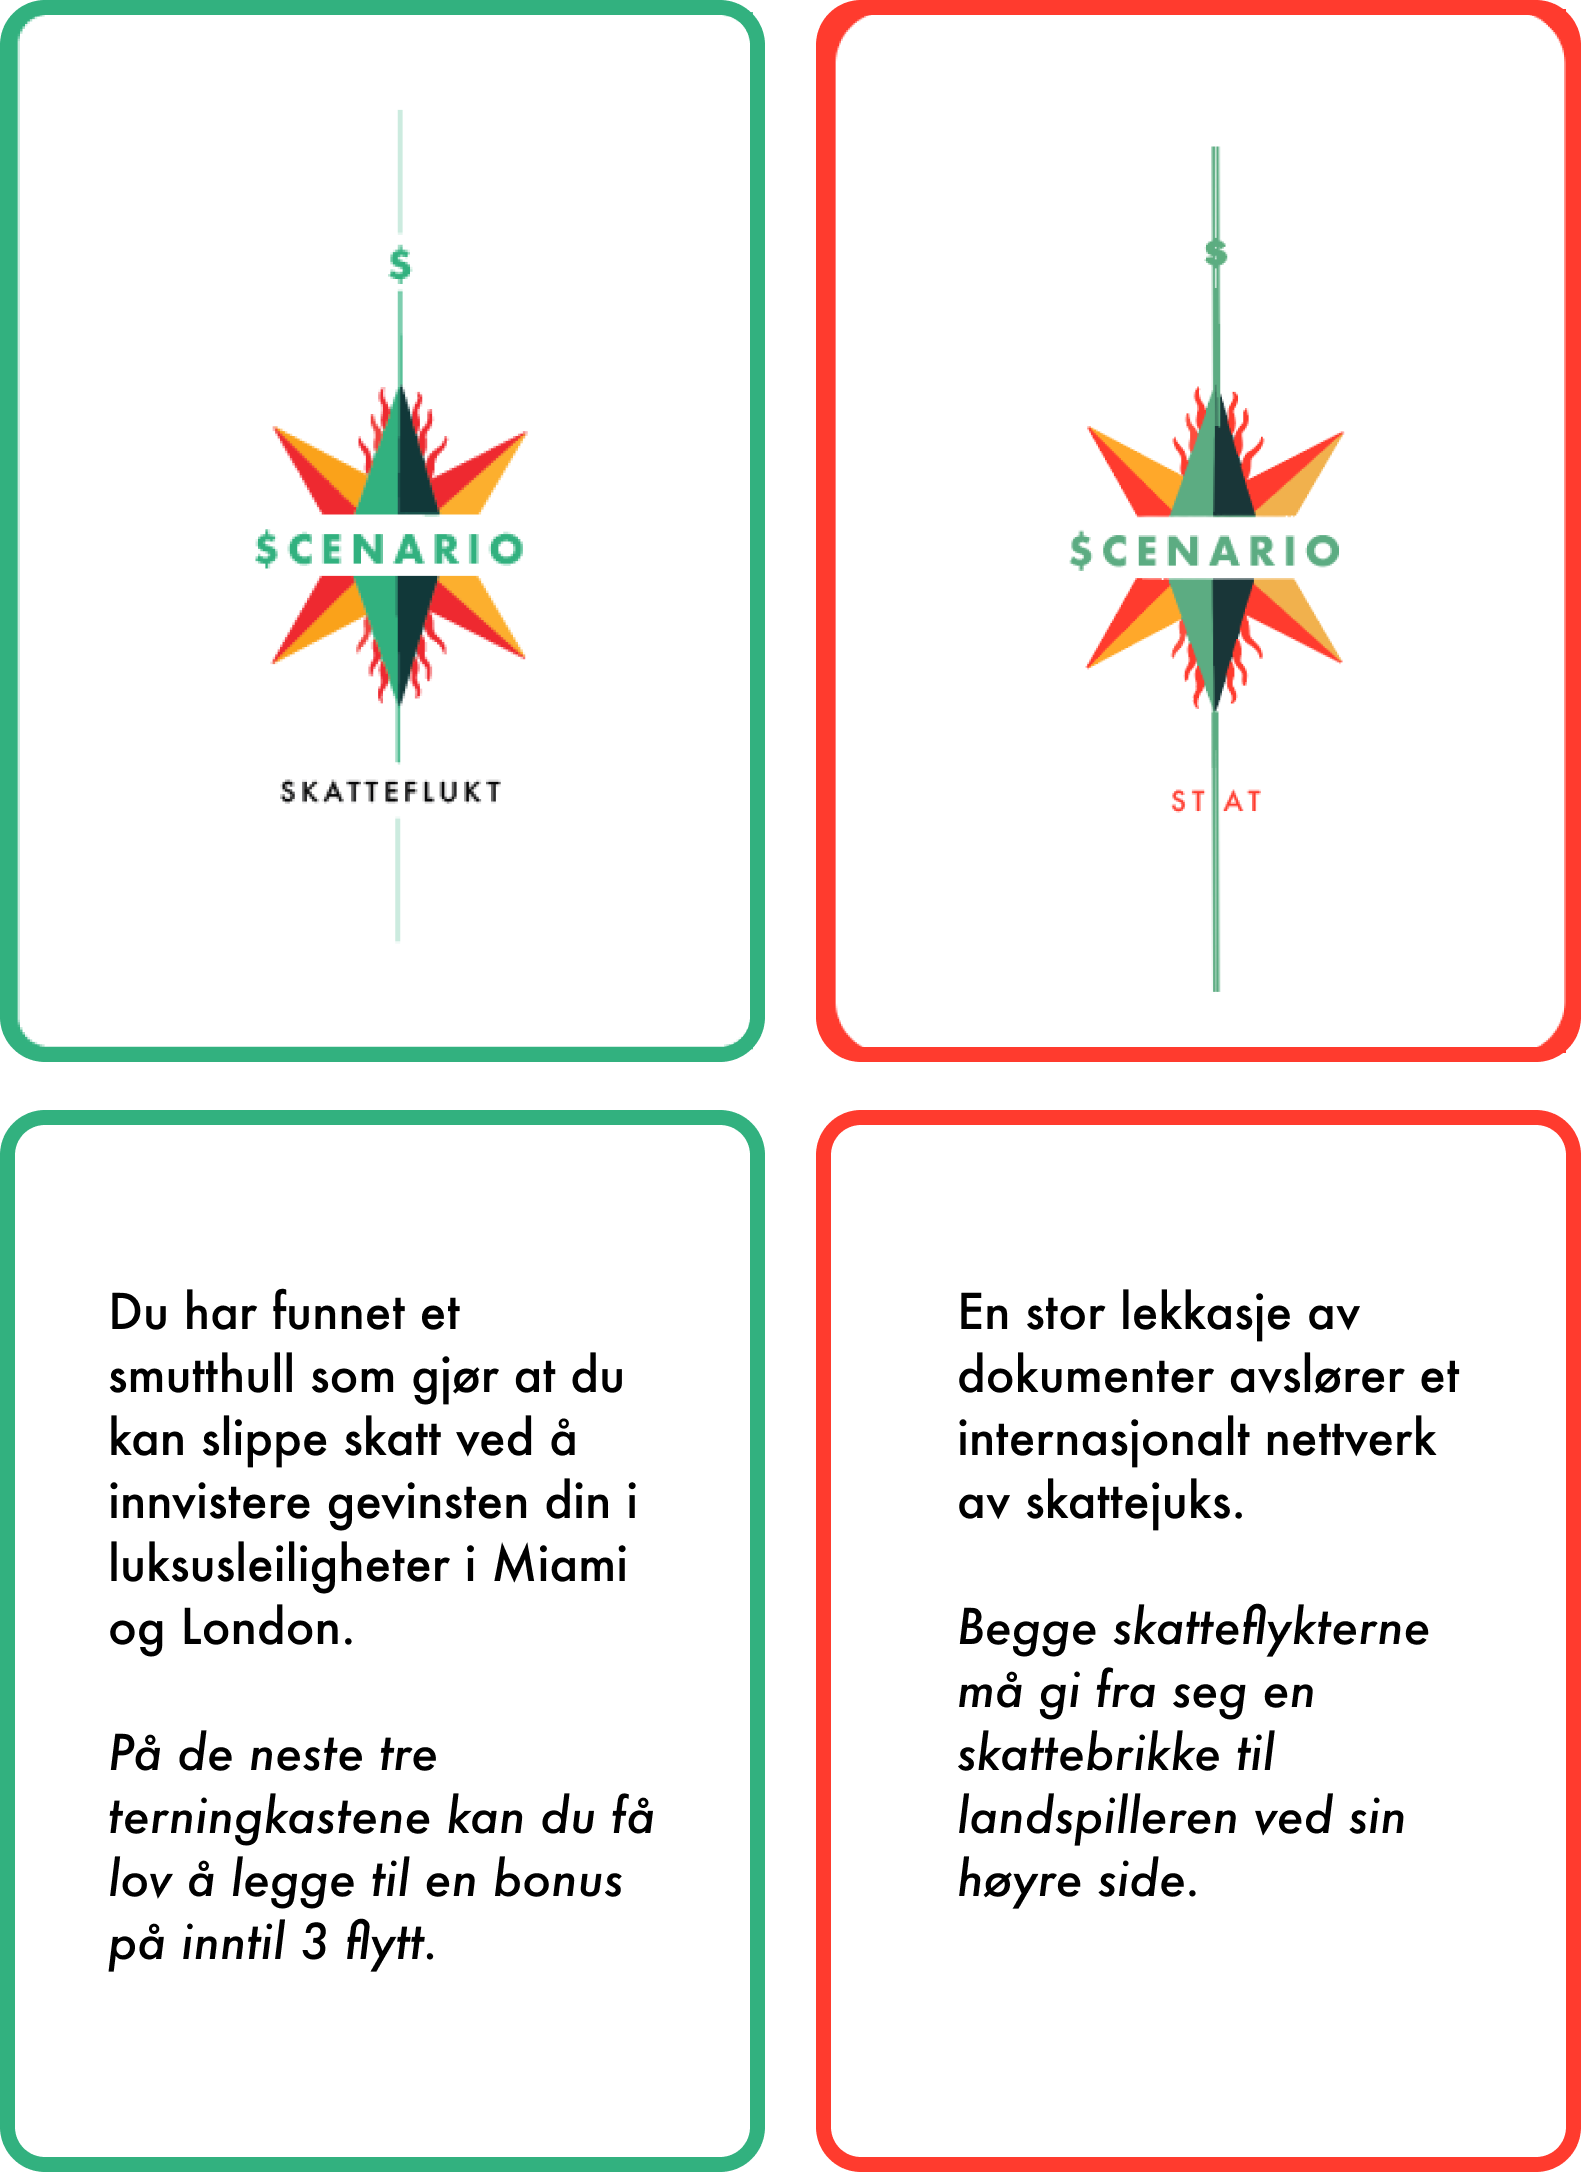 $
$CENARIO
SKATTEFLUKT
$
$CENARIO
STAT
Du har funnet et
smutthull som gjør at du
kan slippe skatt ved å
innvistere gevinsten din i
luksusleiligheter i Miami
og London.
På de neste tre
terningkastene kan du få
lov å legge til en bonus
på inntil 3 flytt.
En stor lekkasje av
dokumenter avslører et
internasjonalt nettverk
av skattejuks.
Begge skatteflykterne
må gi fra seg en
skattebrikke til
landspilleren ved sin
høyre side.